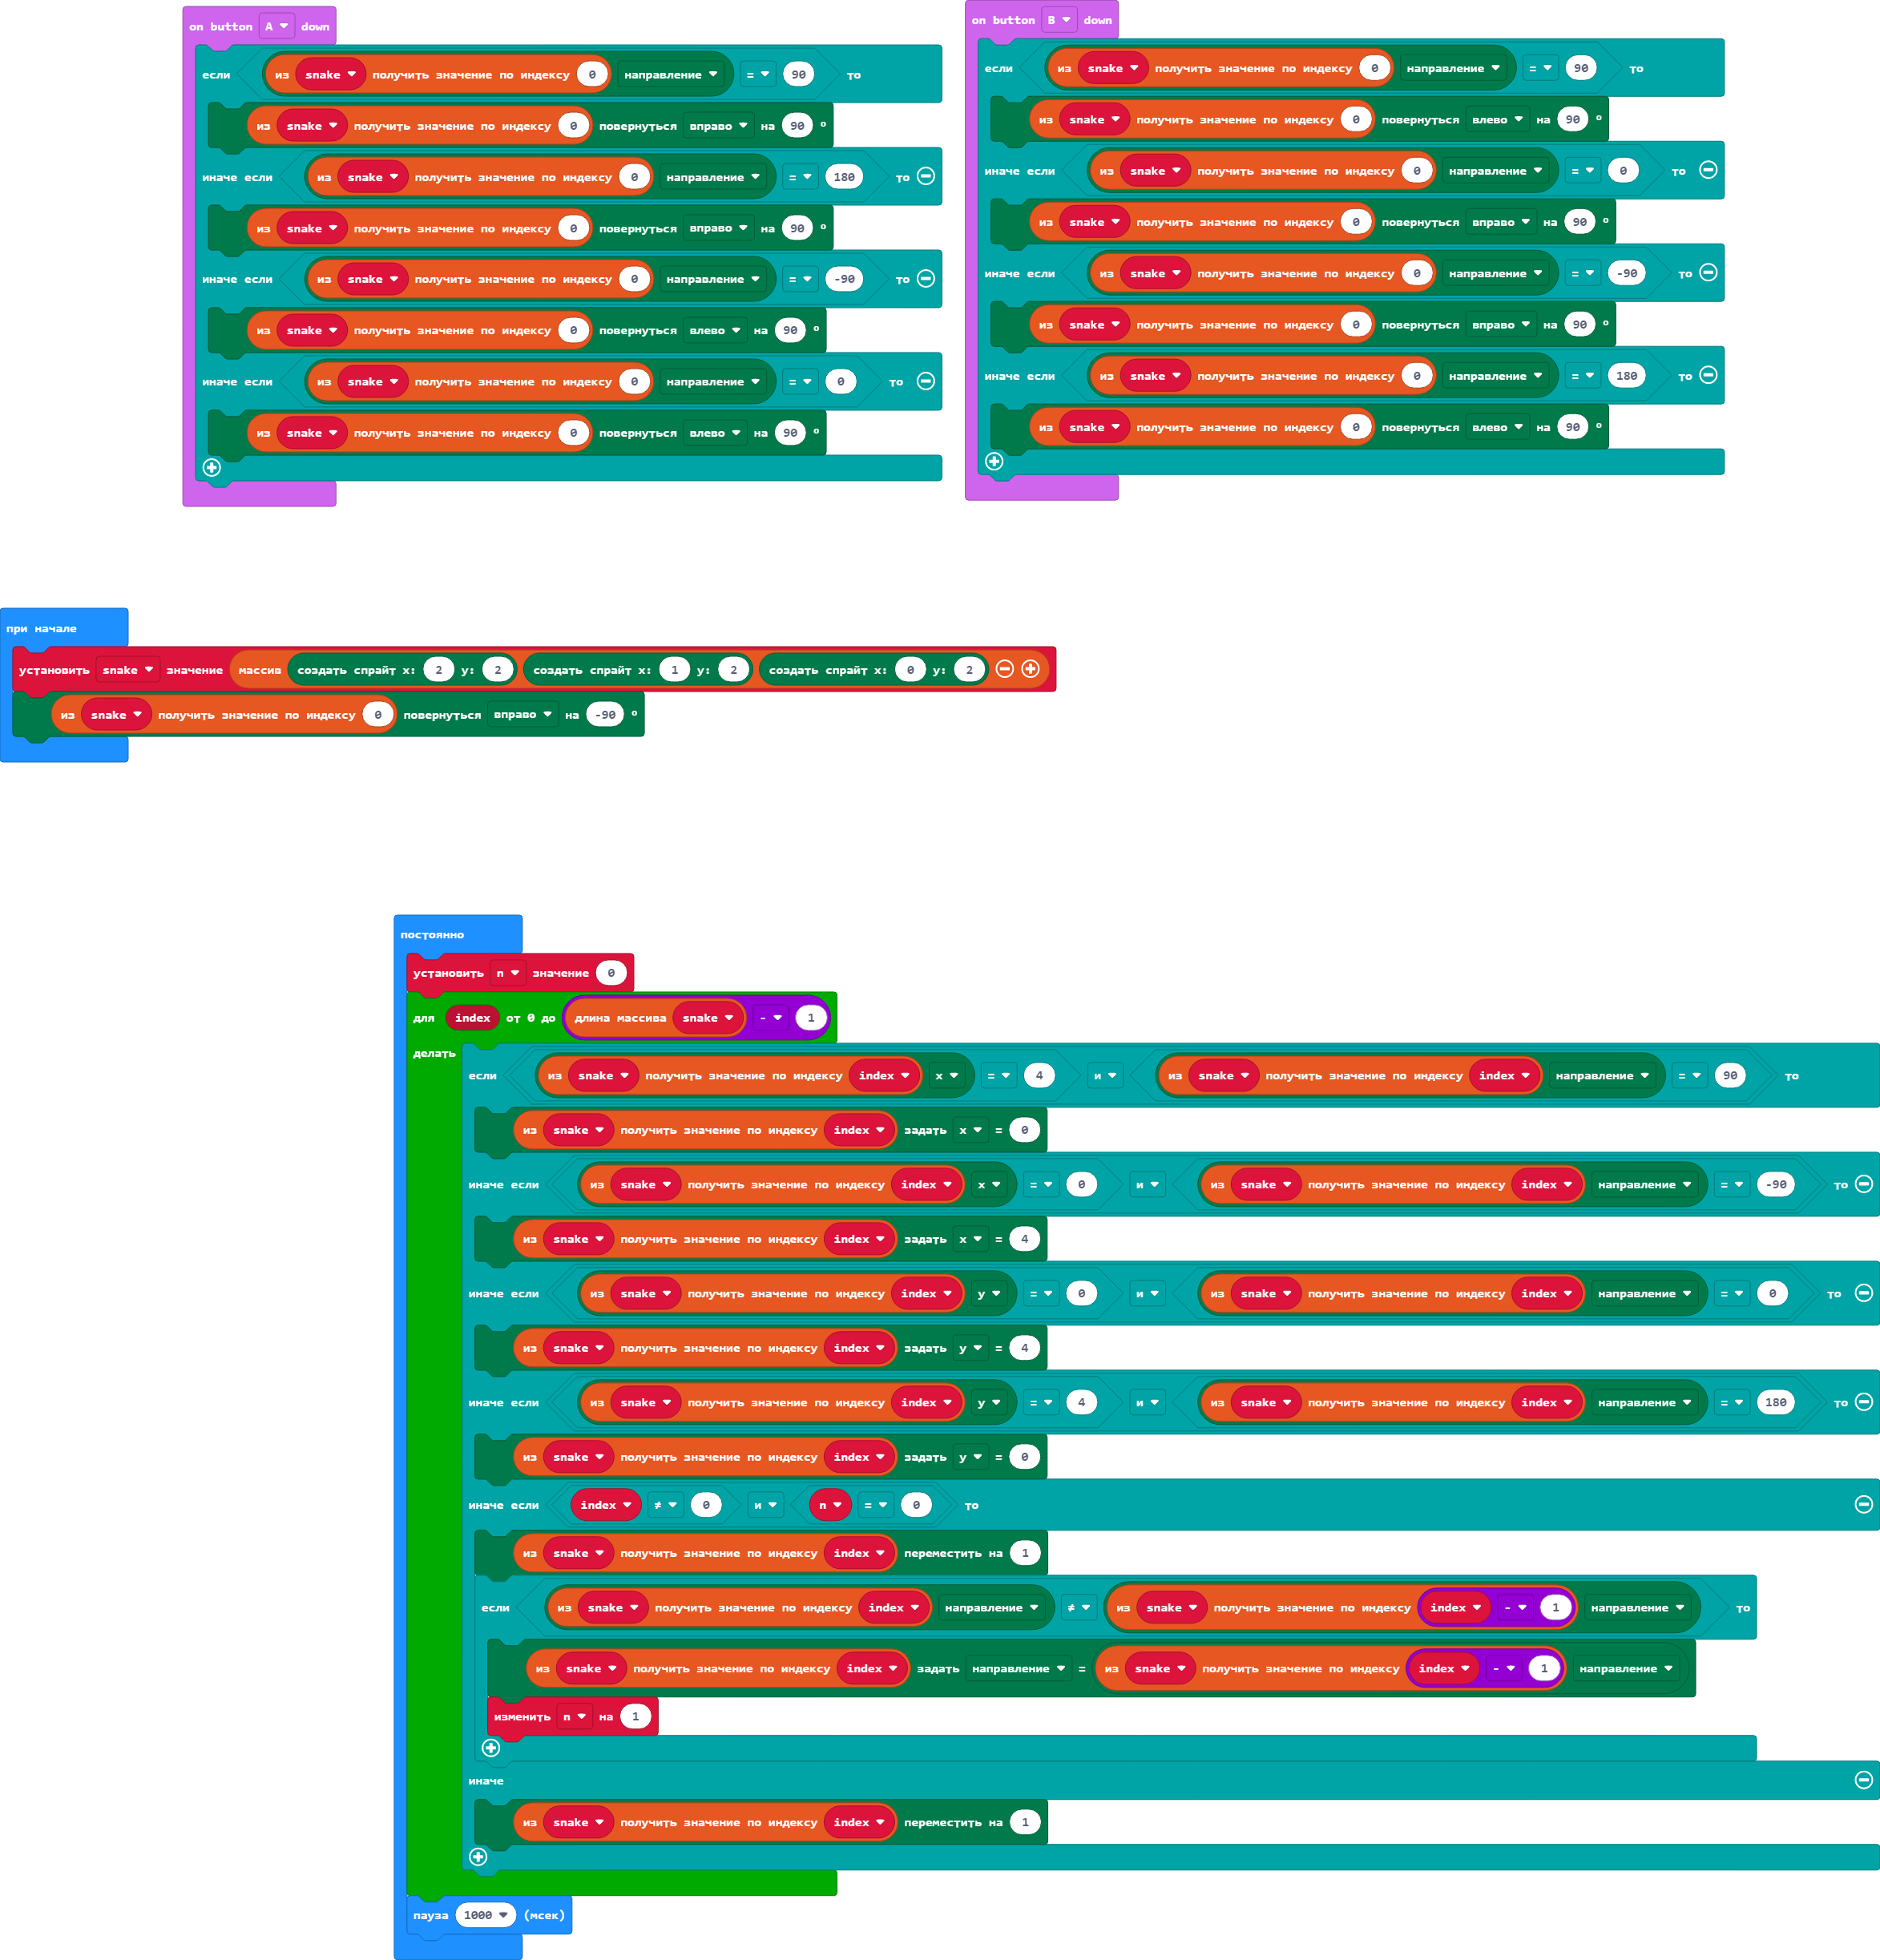 on button A down
если из snake получить значение по индексу 0 направление = 90 то
из snake получить значение по индексу 0 повернуться вправо на 90 °
иначе если из snake получить значение по индексу 0 направление = 180 то
из snake получить значение по индексу 0 повернуться вправо на 90 °
иначе если из snake получить значение по индексу 0 направление = -90 то
из snake получить значение по индексу 0 повернуться влево на 90 °
иначе если из snake получить значение по индексу 0 направление = 0 то
из snake получить значение по индексу 0 повернуться влево на 90 °
on button B down
если из snake получить значение по индексу 0 направление = 90 то
из snake получить значение по индексу 0 повернуться влево на 90 °
иначе если из snake получить значение по индексу 0 направление = 0 то
из snake получить значение по индексу 0 повернуться вправо на 90 °
иначе если из snake получить значение по индексу 0 направление = -90 то
из snake получить значение по индексу 0 повернуться вправо на 90 °
иначе если из snake получить значение по индексу 0 направление = 180 то
из snake получить значение по индексу 0 повернуться влево на 90 °
при начале
установить snake значение массив создать спрайт x: 2 y: 2 создать спрайт x: 1 y: 2 создать спрайт x: 0 y: 2
из snake получить значение по индексу 0 повернуться вправо на -90 °
постоянно
установить n значение 0
для index от 0 до длина массива snake - 1
делать
если из snake получить значение по индексу index x = 4 и из snake получить значение по индексу index направление = 90 то
из snake получить значение по индексу index задать x = 0
иначе если из snake получить значение по индексу index x = 0 и из snake получить значение по индексу index направление = -90 то
из snake получить значение по индексу index задать x = 4
иначе если из snake получить значение по индексу index y = 0 и из snake получить значение по индексу index направление = 0 то
из snake получить значение по индексу index задать y = 4
иначе если из snake получить значение по индексу index y = 4 и из snake получить значение по индексу index направление = 180 то
из snake получить значение по индексу index задать y = 0
иначе если index ≠ 0 и n = 0 то
из snake получить значение по индексу index переместить на 1
если из snake получить значение по индексу index направление ≠ из snake получить значение по индексу index - 1 направление то
из snake получить значение по индексу index задать направление = из snake получить значение по индексу index - 1 направление
изменить n на 1
иначе
из snake получить значение по индексу index переместить на 1
пауза 1000 (мсек)